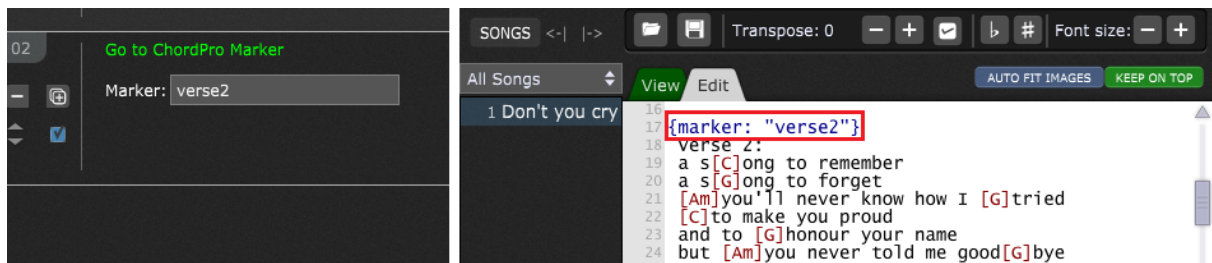 02
Go to ChordPro Marker
Marker: verse2
SONGS <-| |->
Transpose: 0 − + ♭ # Font size: − +
All Songs
View Edit AUTO FIT IMAGES KEEP ON TOP
1 Don't you cry
16
17 {marker: "verse2"}
18 verse 2:
19 a s[C]ong to remember
20 a s[G]ong to forget
21 [Am]you'll never know how I [G]tried
22 [C]to make you proud
23 and to [G]honour your name
24 but [Am]you never told me good[G]bye